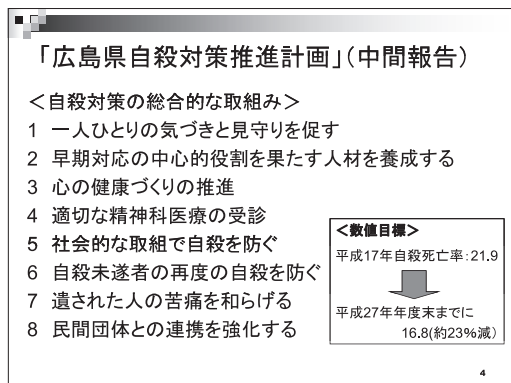 「広島県自殺対策推進計画」（中間報告）
＜自殺対策の総合的な取組み＞
1 一人ひとりの気づきと見守りを促す
2 早期対応の中心的役割を果たす人材を養成する
3 心の健康づくりの推進
4 適切な精神科医療の受診
5 社会的な取組で自殺を防ぐ
6 自殺未遂者の再度の自殺を防ぐ
7 遺された人の苦痛を和らげる
8 民間団体との連携を強化する
＜数値目標＞
平成17年自殺死亡率:21.9
平成27年年度末までに
16.8(約23%減)
4